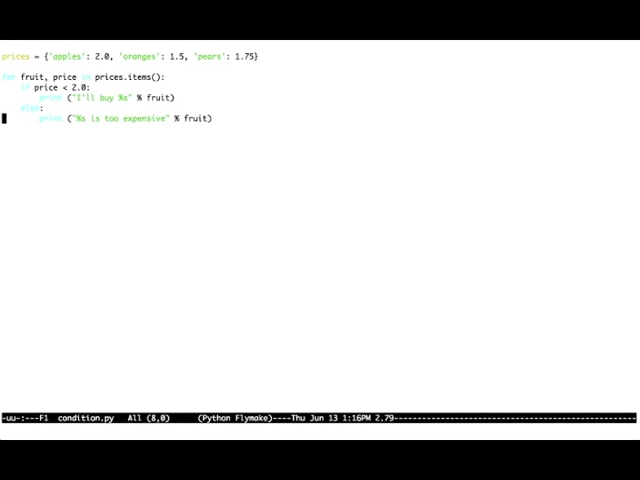 prices = {'apples': 2.0, 'oranges': 1.5, 'pears': 1.75}
for fruit, price in prices.items():
if price < 2.0:
print ("I'll buy %s" % fruit)
else:
print ("%s is too expensive" % fruit)
-uu-:---F1 condition.py All (8,0) (Python Flymake)----Thu Jun 13 1:16PM 2.79--------------------------------------------------